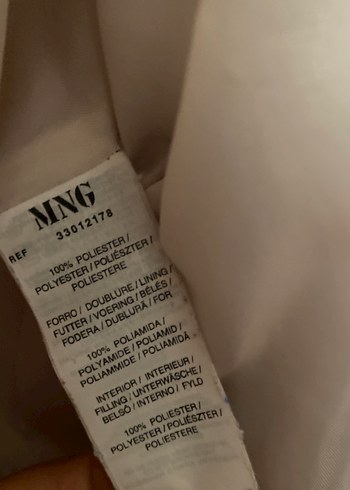 MNG
33012178
REF
100% POLIESTER /
POLYESTER / POLIÉSZTER /
POLIESTERE
FORRO / DOUBLURE / LINING /
FUTTER / VOERING / BÉLÉS /
FODERA / DUBLURĂ / FOR
100% POLIAMIDA /
POLYAMIDE / POLIAMID /
POLIAMMIDE / POLIAMIDĂ
INTERIOR / INTERIEUR /
FILLING / UNTERWÄSCHE /
BELSŐ / INTERNO / FYLD
100% POLIESTER /
POLYESTER / POLIÉSZTER /
POLIESTERE